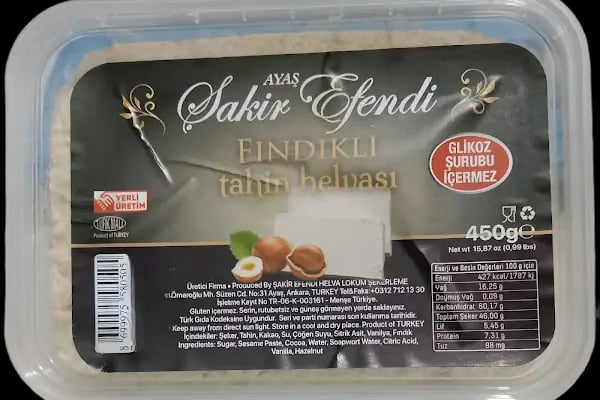 AYAŞ
Şakir Efendi
FINDIKLI
tahin helvası
GLİKOZ
ŞURUBU
İÇERMEZ
YERLİ
ÜRETİM
TURK MALI
Product of TURKEY
450g℮
Net wt 15,87 oz (0,99 lbs)
Üretici Firma • Produced By ŞAKİR EFENDİ HELVA LOKUM ŞEKERLEME
Ömeroğlu Mh. Süzen Cd. No:31 Ayaş, Ankara, TURKEY Tel&Faks:+0312 712 13 30
İşletme Kayıt No TR-06-K-003161 - Menşe Türkiye.
Gluten içermez. Serin, rutubetsiz ve güneş görmeyen yerde saklayınız.
Türk Gıda Kodeksine Uygundur. Seri ve parti numarası son kullanma tarihidir.
Keep away from direct sun light. Store in a cool and dry place. Product of TURKEY
İçindekiler: Şeker, Tahin, Kakao, Su, Çöğen Suyu, Sitrik Asit, Vanilya, Fındık
Ingredients: Sugar, Sesame Paste, Cocoa, Water, Soapwort Water, Citric Acid,
Vanilla, Hazelnut
Enerji ve Besin Değerleri 100 g için
Enerji 427 kcal/1787 kj
Yağ 16,25 g
Doymuş Yağ 0,09 g
Karbonhidrat 60,17 g
Toplam Şeker 46,00 g
Lif 5,45 g
Protein 7,31 g
Tuz 98 mg